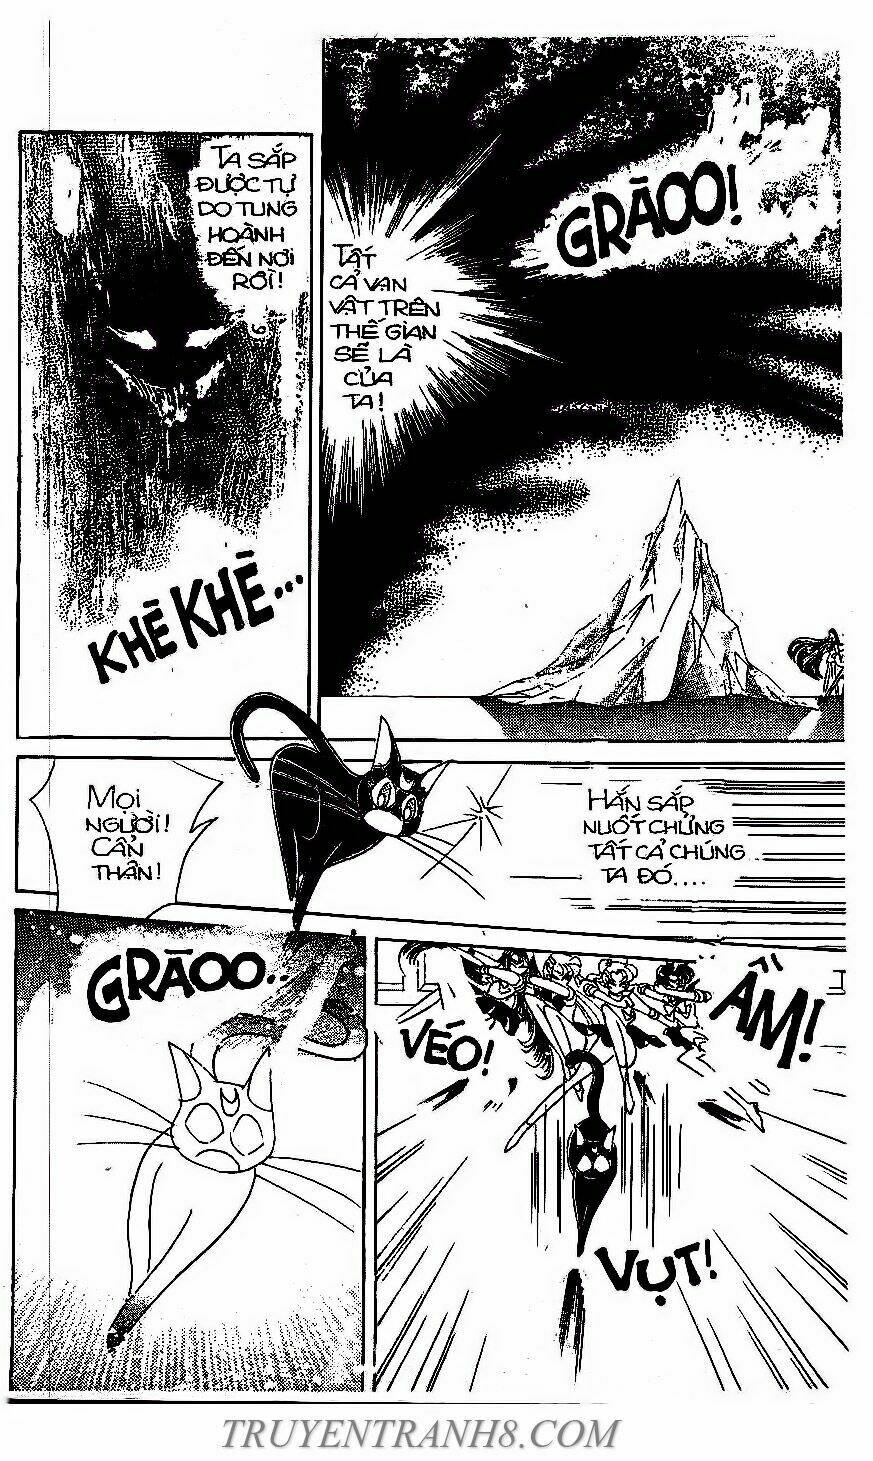 TA SẮP
ĐƯỢC TỰ
DO TUNG
HOÀNH
ĐẾN NƠI
RỒI!
KHÈ KHÈ...
GRÀOO!
TẤT
CẢ VẠN
VẬT TRÊN
THẾ GIAN
SẼ LÀ
CỦA
TA!
MỌI
NGƯỜI!
CẨN
THẬN!
HẮN SẮP
NUỐT CHỬNG
TẤT CẢ CHÚNG
TA ĐÓ....
GRÀOO..
VÉO!
ẦM!
VỤT!
TRUYENTRANH8.COM